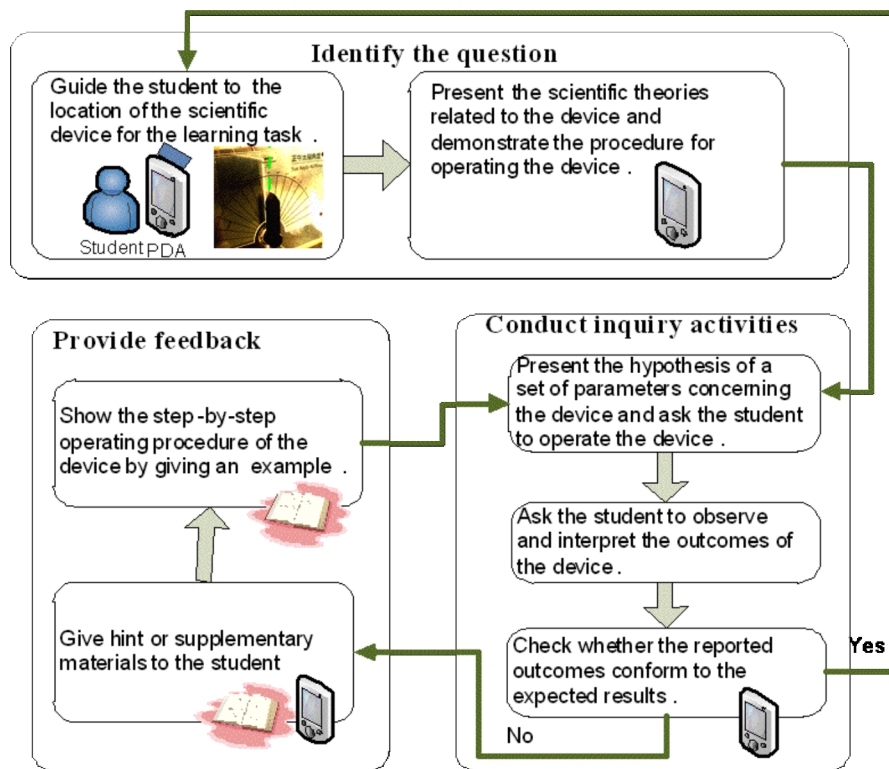 Identify the question
Guide the student to the
location of the scientific
device for the learning task .
Student PDA
Present the scientific theories
related to the device and
demonstrate the procedure for
operating the device .
Provide feedback
Show the step -by-step
operating procedure of the
device by giving an example .
Give hint or supplementary
materials to the student
Conduct inquiry activities
Present the hypothesis of a
set of parameters concerning
the device and ask the student
to operate the device .
Ask the student to observe
and interpret the outcomes of
the device .
Check whether the reported
outcomes conform to the
expected results .
Yes
No